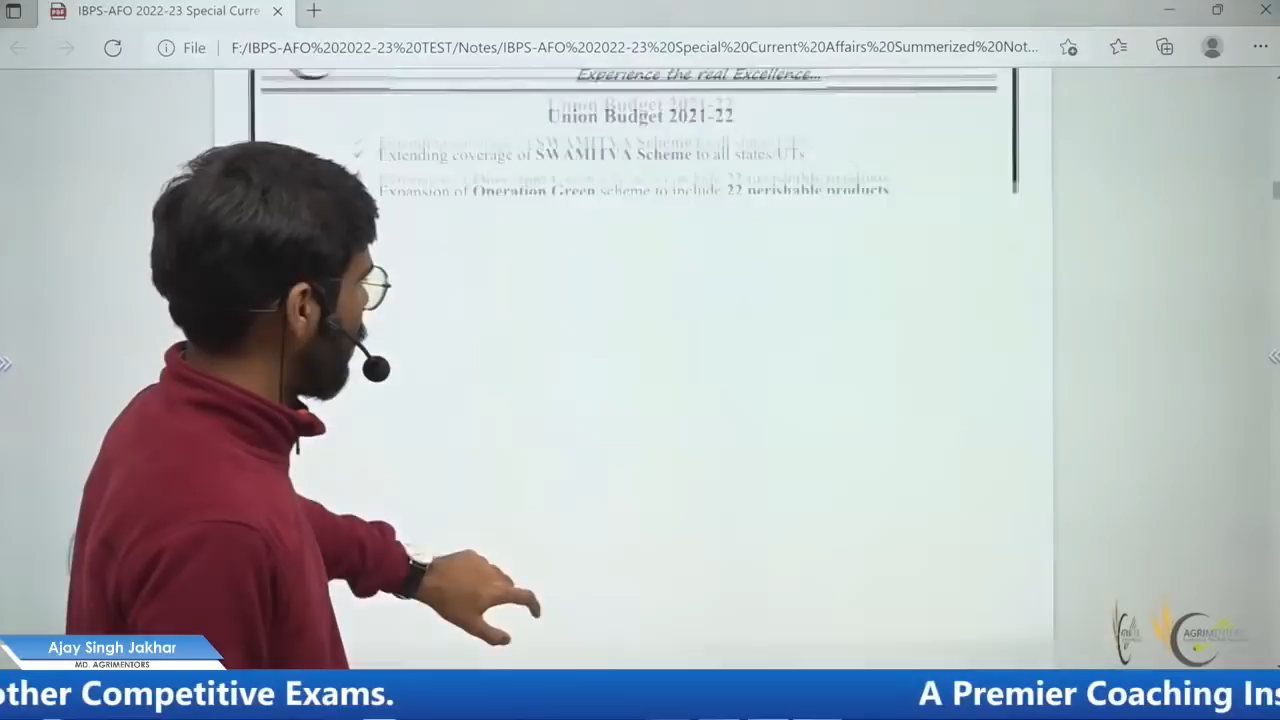 IBPS-AFO 2022-23 Special Curre
File
F:/IBPS-AFO%202022-23%20TEST/Notes/IBPS-AFO%202022-23%20Special%20Current%20Affairs%20Summerized%20Not...
Experience the real Excellence...
Union Budget 2021-22
Extending coverage of SWAMITVA Scheme to all states/UTs
Expansion of Operation Green scheme to include 22 perishable products
AGRIMENTORS
Ajay Singh Jakhar
MD. AGRIMENTORS
other Competitive Exams.
A Premier Coaching Ins